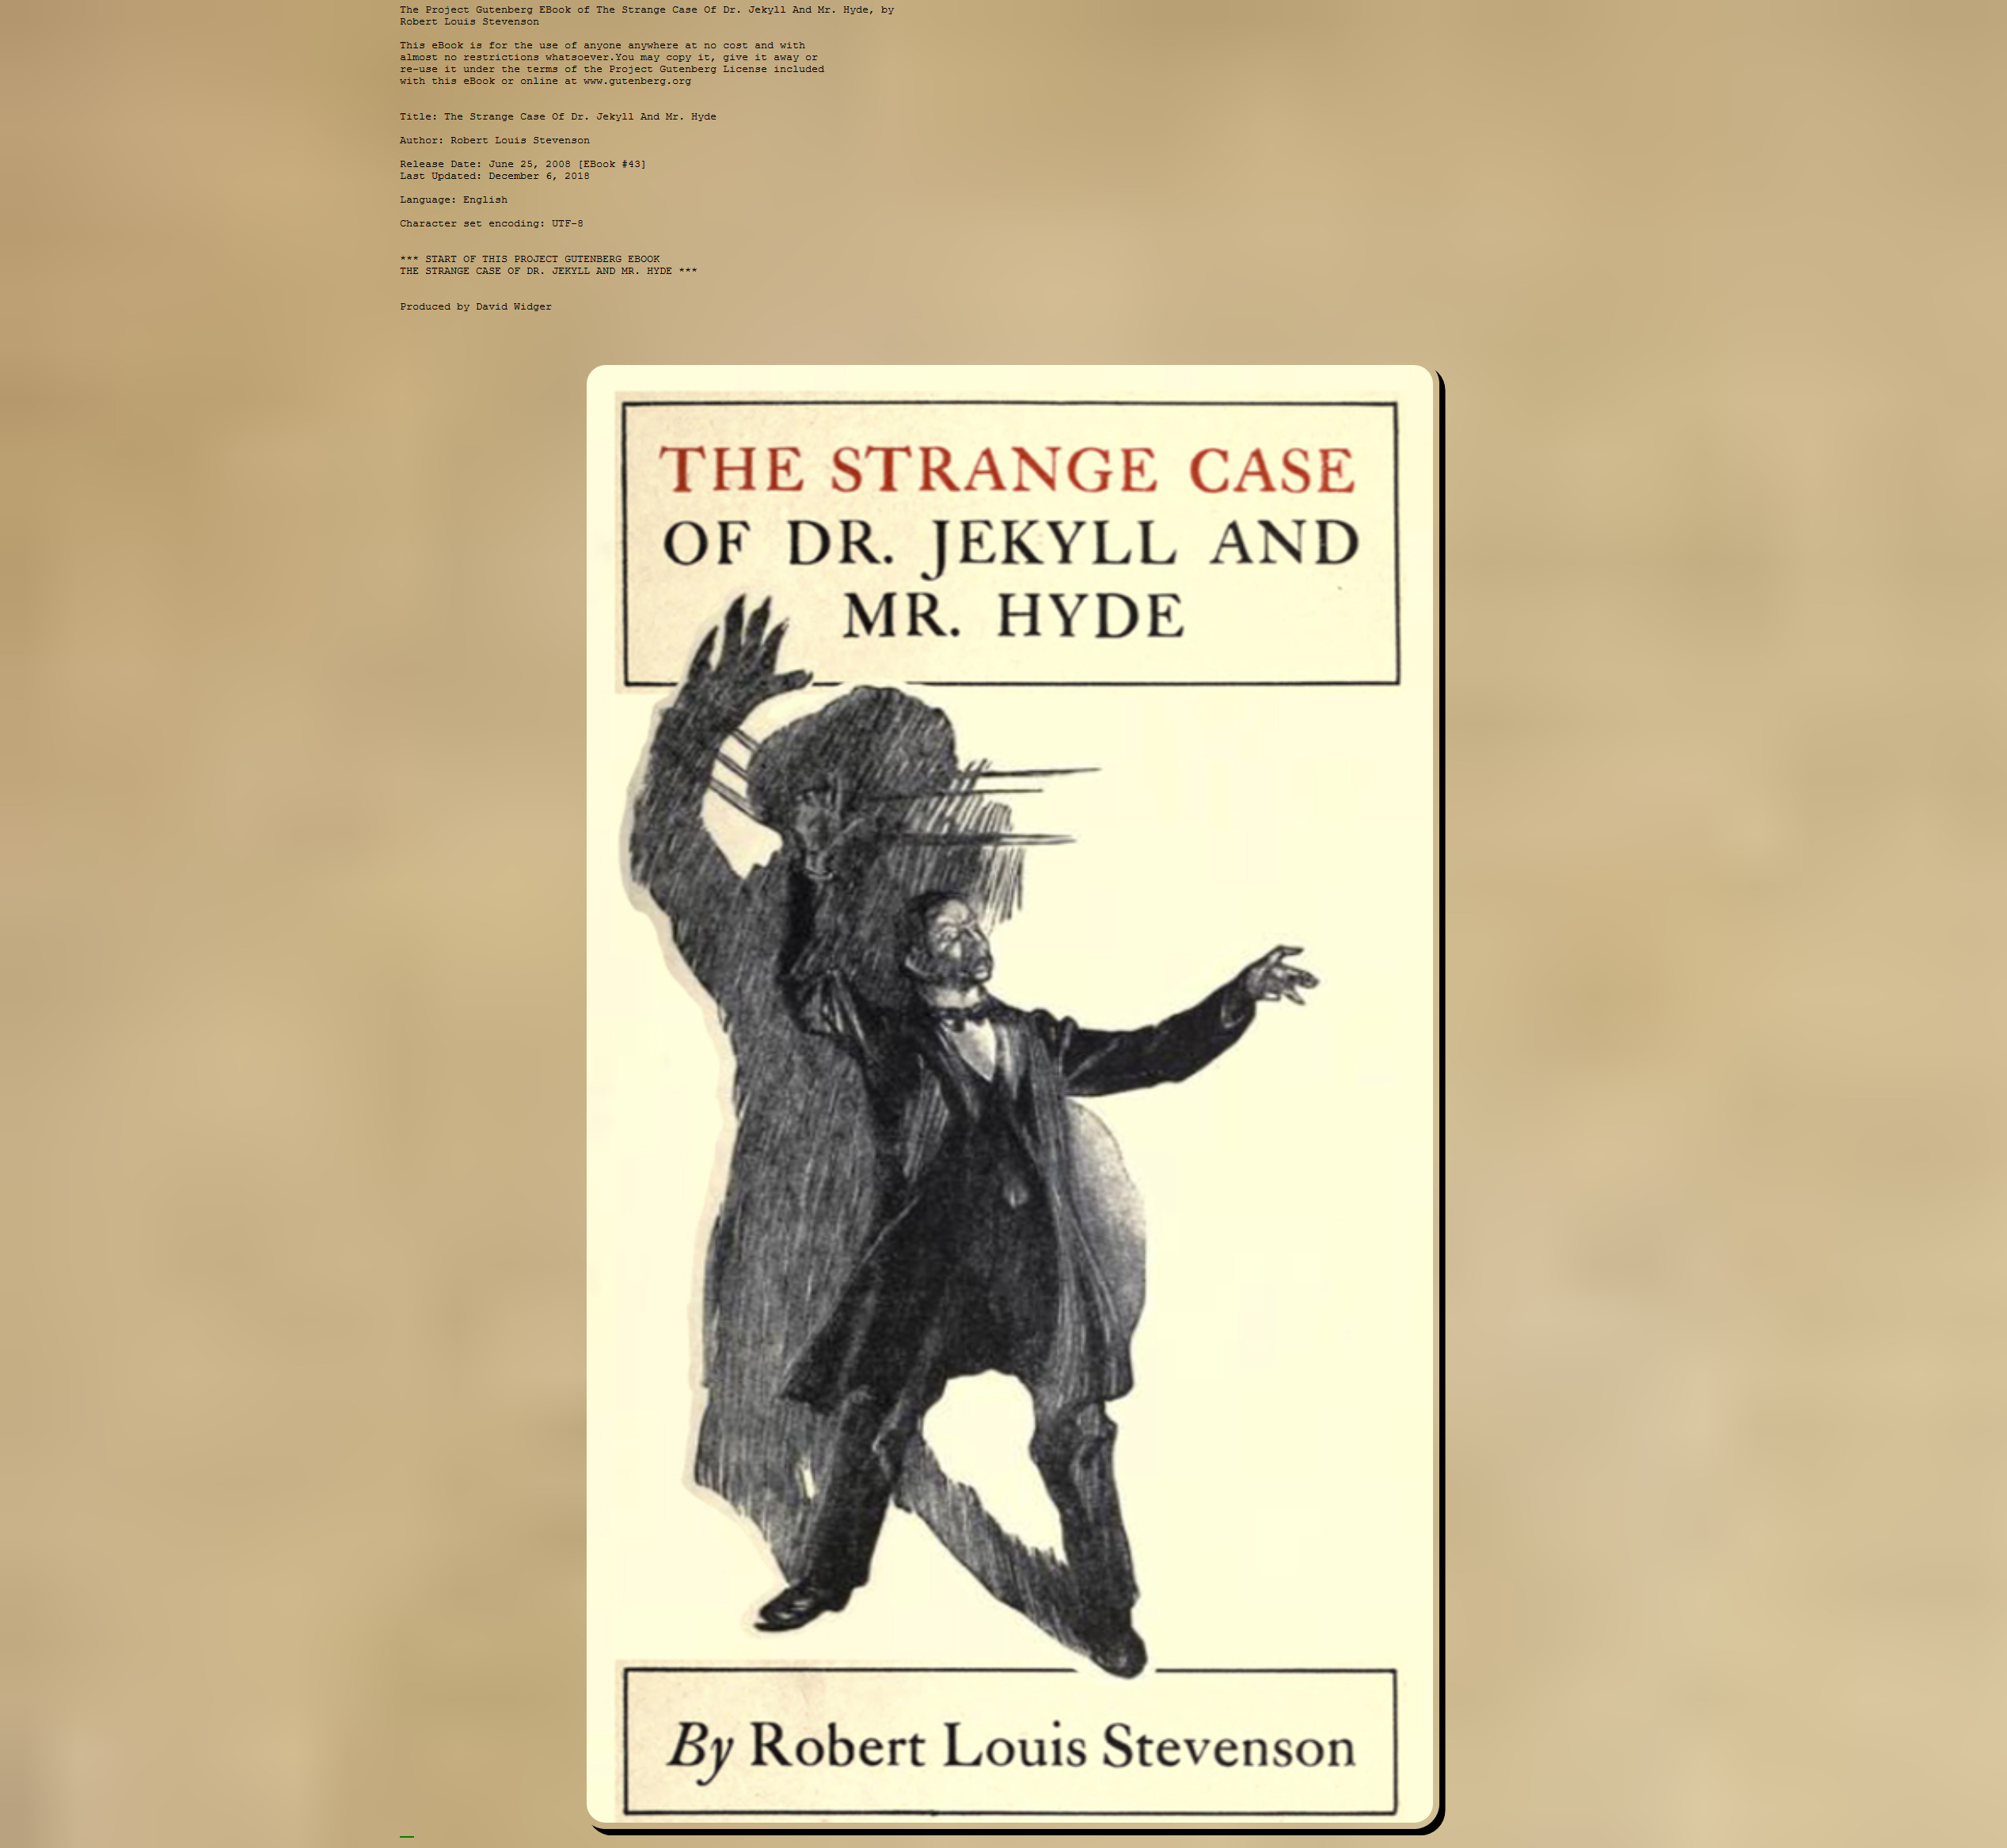 The Project Gutenberg EBook of The Strange Case Of Dr. Jekyll And Mr. Hyde, by
Robert Louis Stevenson
This eBook is for the use of anyone anywhere at no cost and with
almost no restrictions whatsoever.You may copy it, give it away or
re-use it under the terms of the Project Gutenberg License included
with this eBook or online at www.gutenberg.org
Title: The Strange Case Of Dr. Jekyll And Mr. Hyde
Author: Robert Louis Stevenson
Release Date: June 25, 2008 [EBook #43]
Last Updated: December 6, 2018
Language: English
Character set encoding: UTF-8
*** START OF THIS PROJECT GUTENBERG EBOOK
THE STRANGE CASE OF DR. JEKYLL AND MR. HYDE ***
Produced by David Widger
THE STRANGE CASE
OF DR. JEKYLL AND
MR. HYDE
By Robert Louis Stevenson